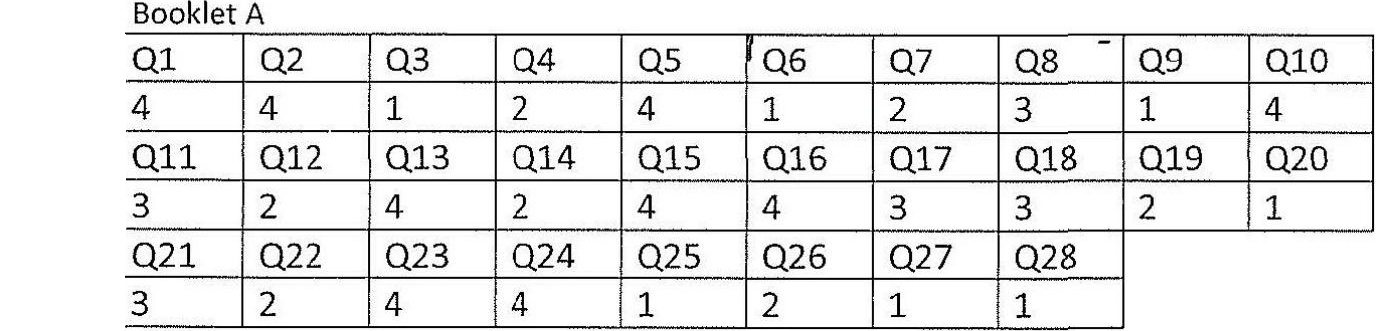 Booklet A
Q1 Q2 Q3 Q4 Q5 Q6 Q7 Q8 Q9 Q10
4 4 1 2 4 1 2 3 1 4
Q11 Q12 Q13 Q14 Q15 Q16 Q17 Q18 Q19 Q20
3 2 4 2 4 4 3 3 2 1
Q21 Q22 Q23 Q24 Q25 Q26 Q27 Q28
3 2 4 4 1 2 1 1